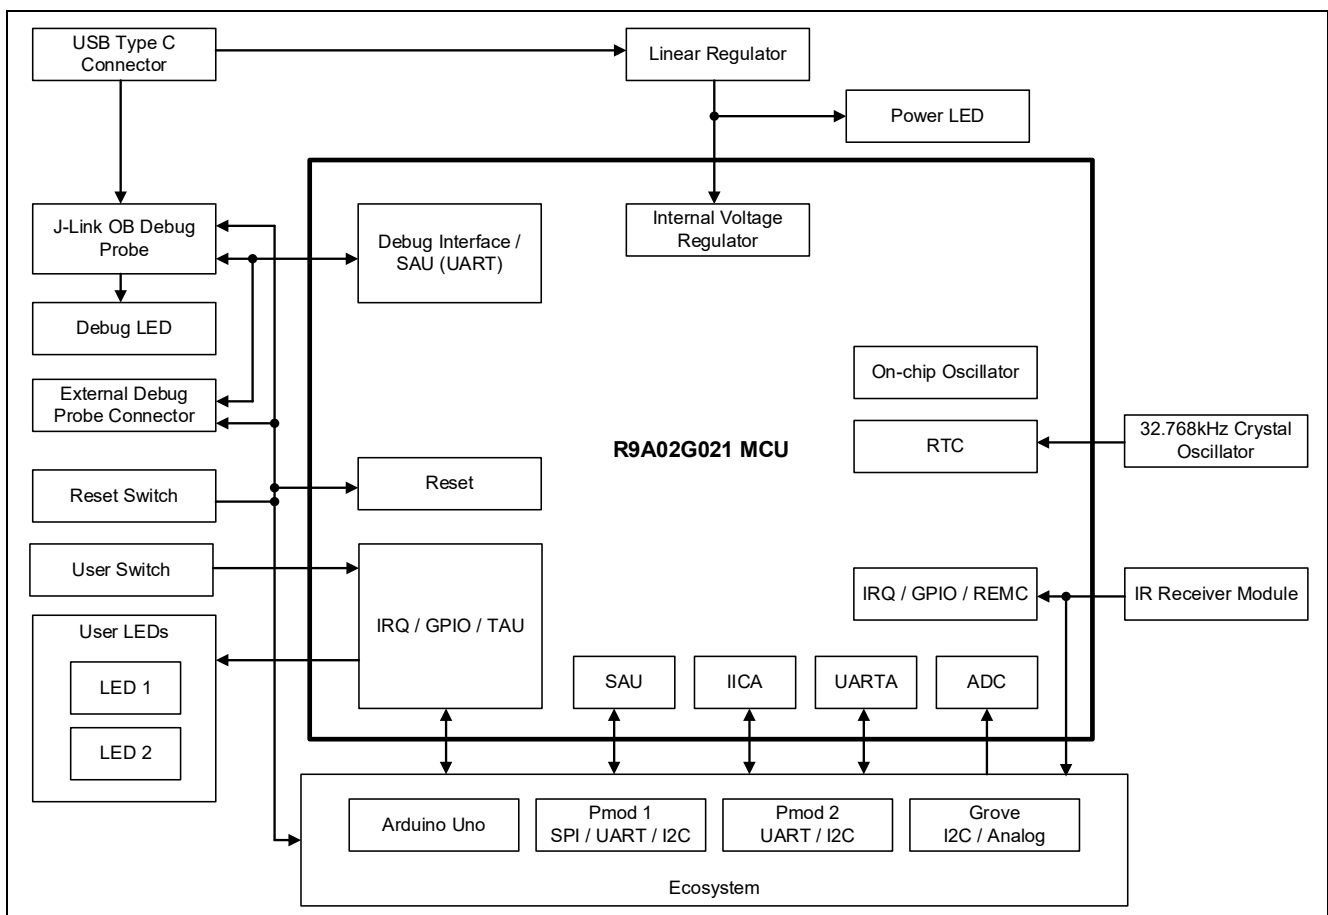 USB Type C
Connector
Linear Regulator
Power LED
J-Link OB Debug
Probe
Debug Interface /
SAU (UART)
Internal Voltage
Regulator
Debug LED
On-chip Oscillator
External Debug
Probe Connector
R9A02G021 MCU
RTC
32.768kHz Crystal
Oscillator
Reset Switch
Reset
User Switch
IRQ / GPIO / TAU
IRQ / GPIO / REMC
IR Receiver Module
User LEDs
LED 1
LED 2
SAU
IICA
UARTA
ADC
Arduino Uno
Pmod 1
SPI / UART / I2C
Pmod 2
UART / I2C
Grove
I2C / Analog
Ecosystem